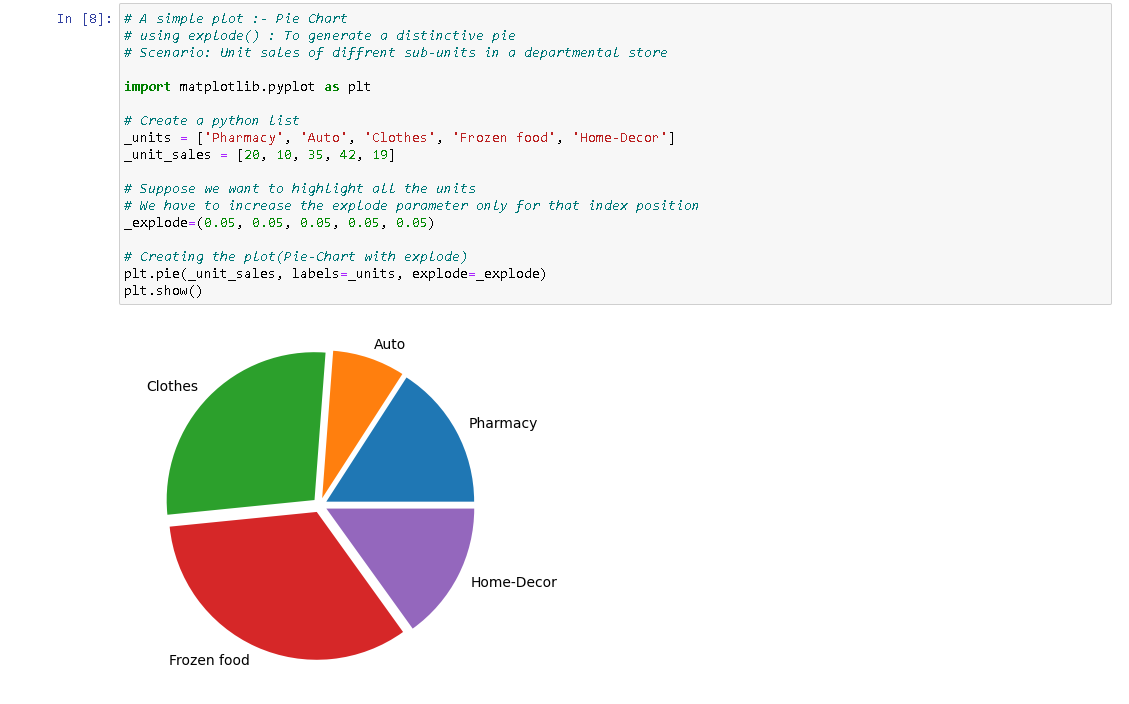 In [8]:
# A simple plot :- Pie Chart
# using explode() : To generate a distinctive pie
# Scenario: Unit sales of diffrent sub-units in a departmental store
import matplotlib.pyplot as plt
# Create a python list
_units = ['Pharmacy', 'Auto', 'Clothes', 'Frozen food', 'Home-Decor']
_unit_sales = [20, 10, 35, 42, 19]
# Suppose we want to highlight all the units
# We have to increase the explode parameter only for that index position
_explode=(0.05, 0.05, 0.05, 0.05, 0.05)
# Creating the plot(Pie-Chart with explode)
plt.pie(_unit_sales, labels=_units, explode=_explode)
plt.show()
Auto
Clothes
Pharmacy
Home-Decor
Frozen food